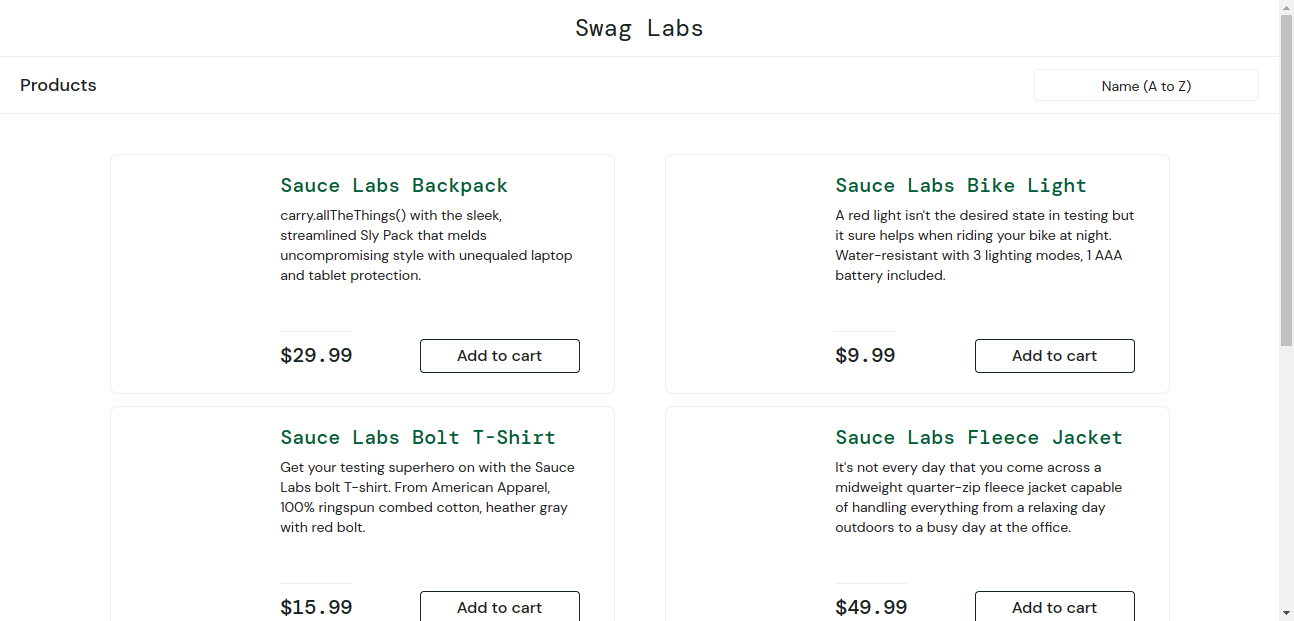 Swag Labs
Products
Name (A to Z)
Sauce Labs Backpack
carry.allTheThings() with the sleek,
streamlined Sly Pack that melds
uncompromising style with unequaled laptop
and tablet protection.
$29.99
Add to cart
Sauce Labs Bike Light
A red light isn't the desired state in testing but
it sure helps when riding your bike at night.
Water-resistant with 3 lighting modes, 1 AAA
battery included.
$9.99
Add to cart
Sauce Labs Bolt T-Shirt
Get your testing superhero on with the Sauce
Labs bolt T-shirt. From American Apparel,
100% ringspun combed cotton, heather gray
with red bolt.
$15.99
Add to cart
Sauce Labs Fleece Jacket
It's not every day that you come across a
midweight quarter-zip fleece jacket capable
of handling everything from a relaxing day
outdoors to a busy day at the office.
$49.99
Add to cart